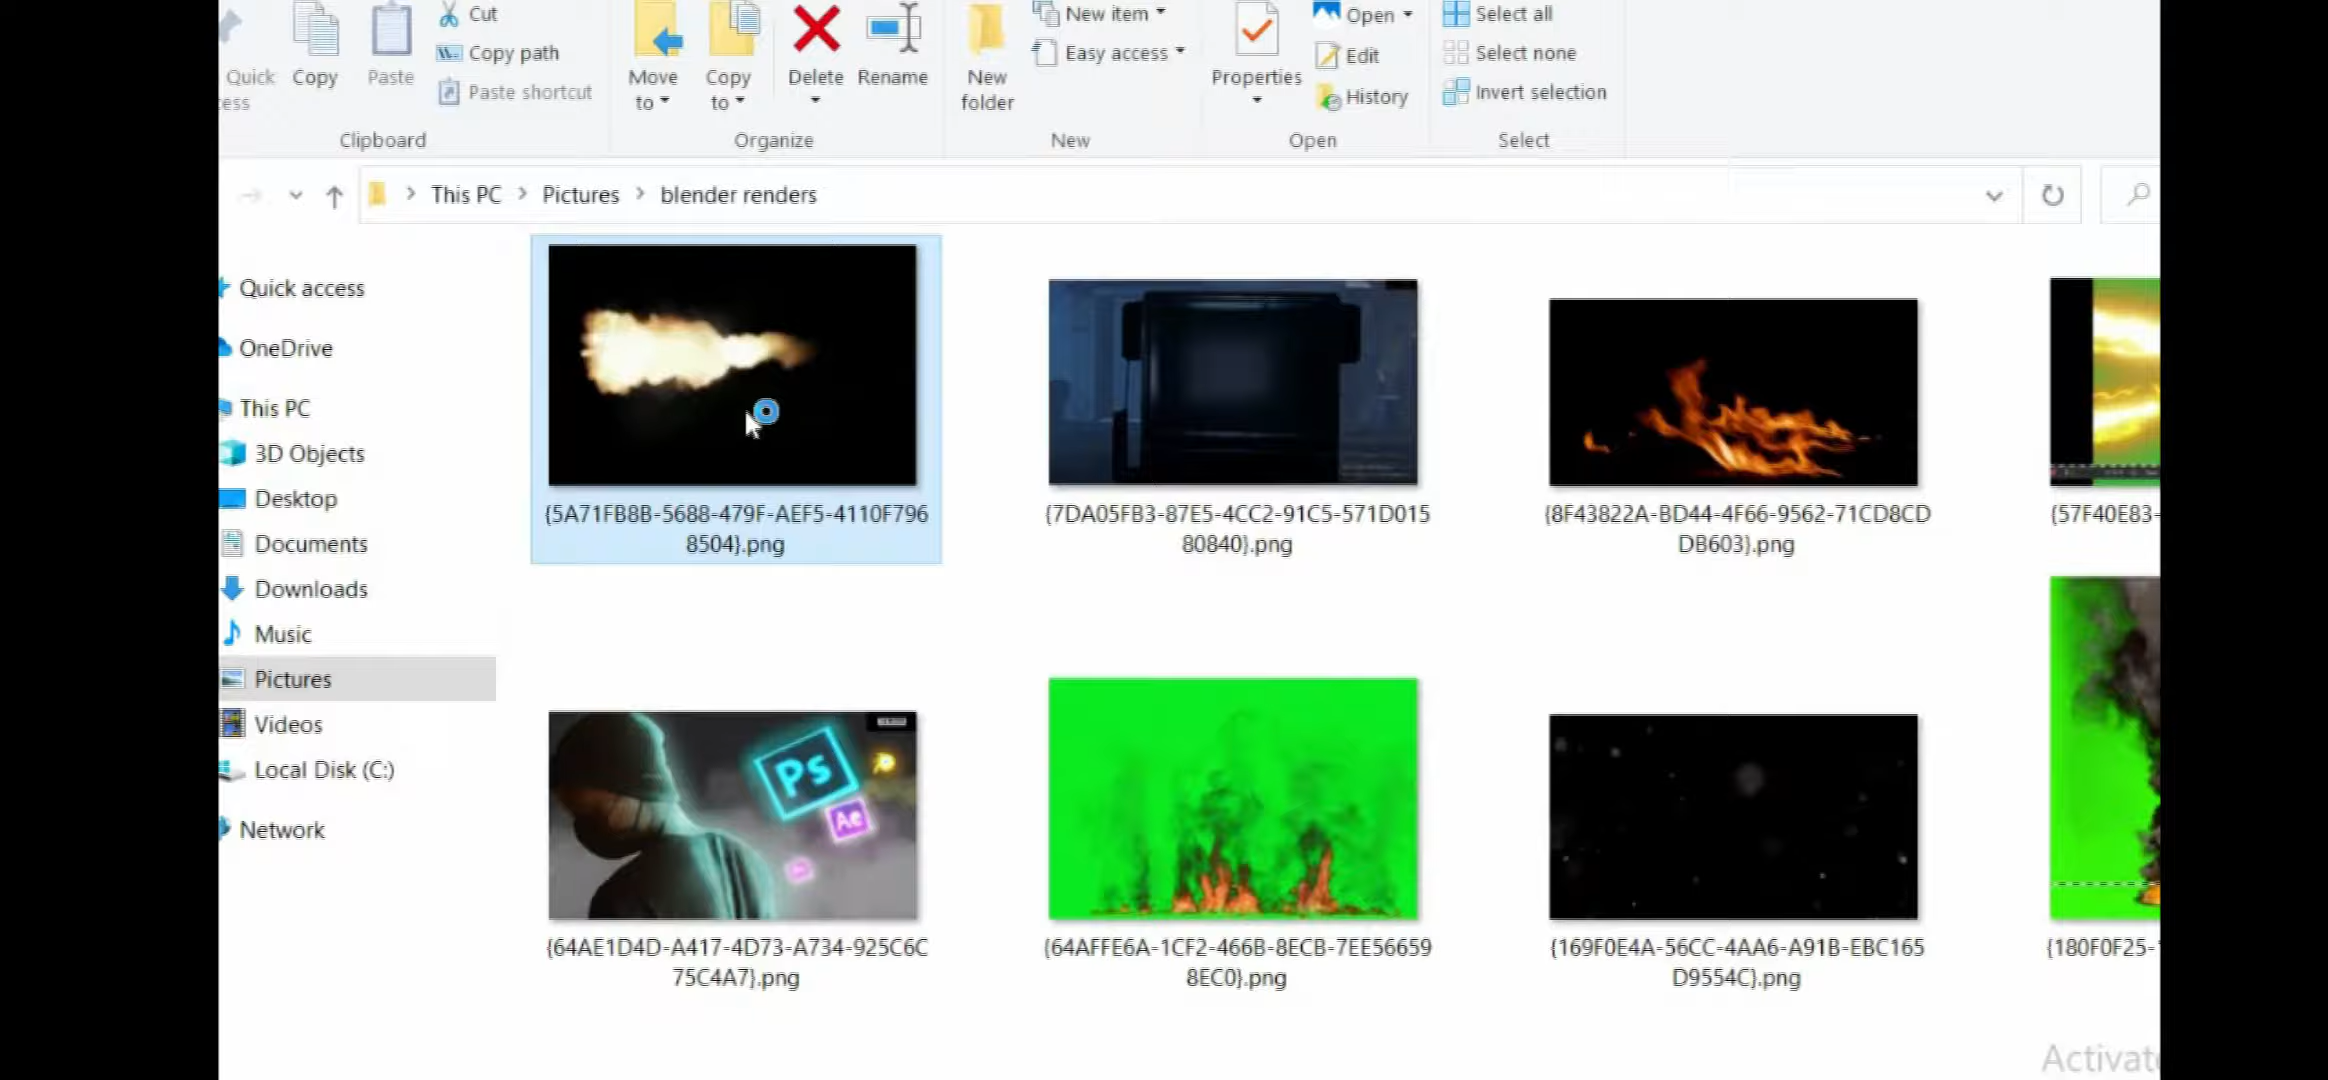 Cut
New item
Open
Select all
Copy path
Easy access
Edit
Select none
Quick
Copy
Paste
Move
Copy
Delete
Rename
New
Properties
ess
Paste shortcut
to
to
folder
History
Invert selection
Clipboard
Organize
New
Open
Select
This PC
Pictures
blender renders
Quick access
OneDrive
This PC
3D Objects
Desktop
Documents
Downloads
Music
Pictures
Videos
Local Disk (C:)
Network
{5A71FB8B-5688-479F-AEF5-4110F796
8504}.png
{7DA05FB3-87E5-4CC2-91C5-571D015
80840}.png
{8F43822A-BD44-4F66-9562-71CD8CD
DB603}.png
{57F40E83-
Ps
Ae
{64AE1D4D-A417-4D73-A734-925C6C
75C4A7}.png
{64AFFE6A-1CF2-466B-8ECB-7EE56659
8EC0}.png
{169F0E4A-56CC-4AA6-A91B-EBC165
D9554C}.png
{180F0F25-
Activate